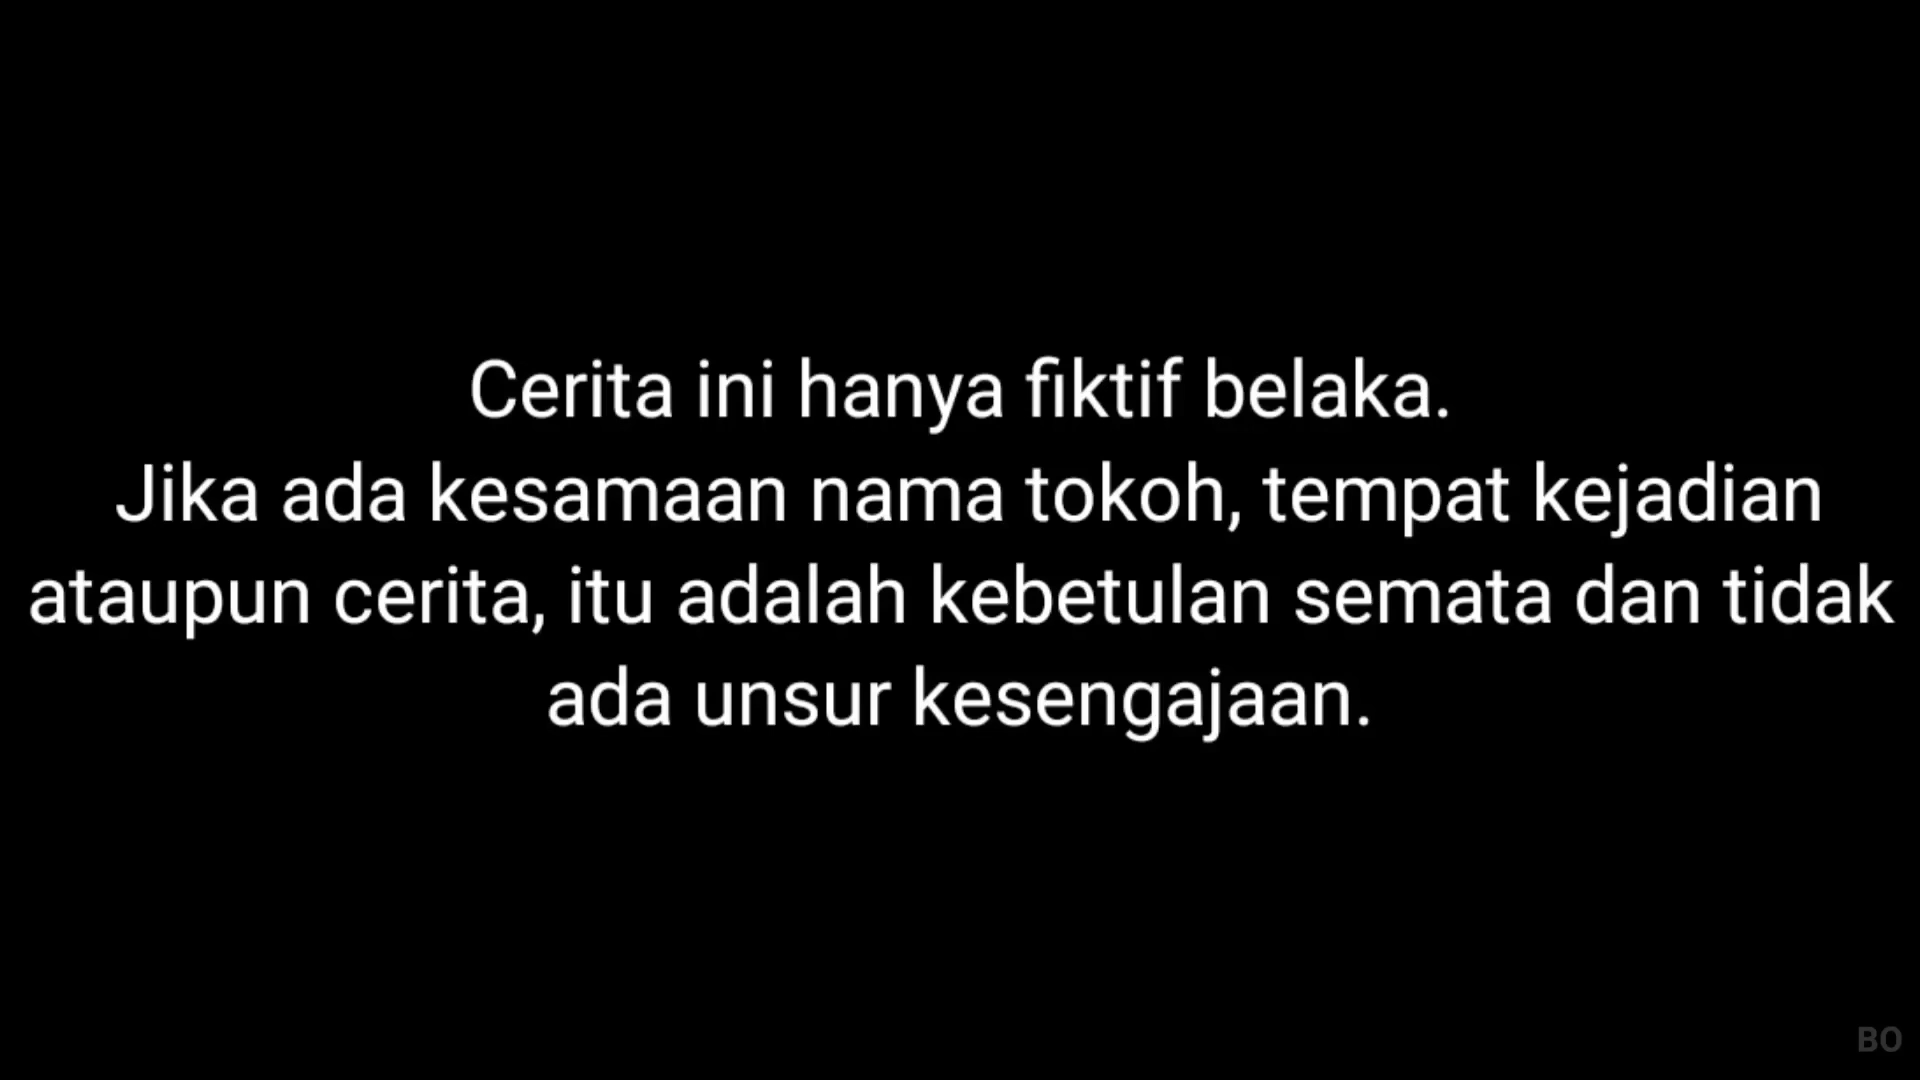 Cerita ini hanya fiktif belaka.
Jika ada kesamaan nama tokoh, tempat kejadian
ataupun cerita, itu adalah kebetulan semata dan tidak
ada unsur kesengajaan.
BO